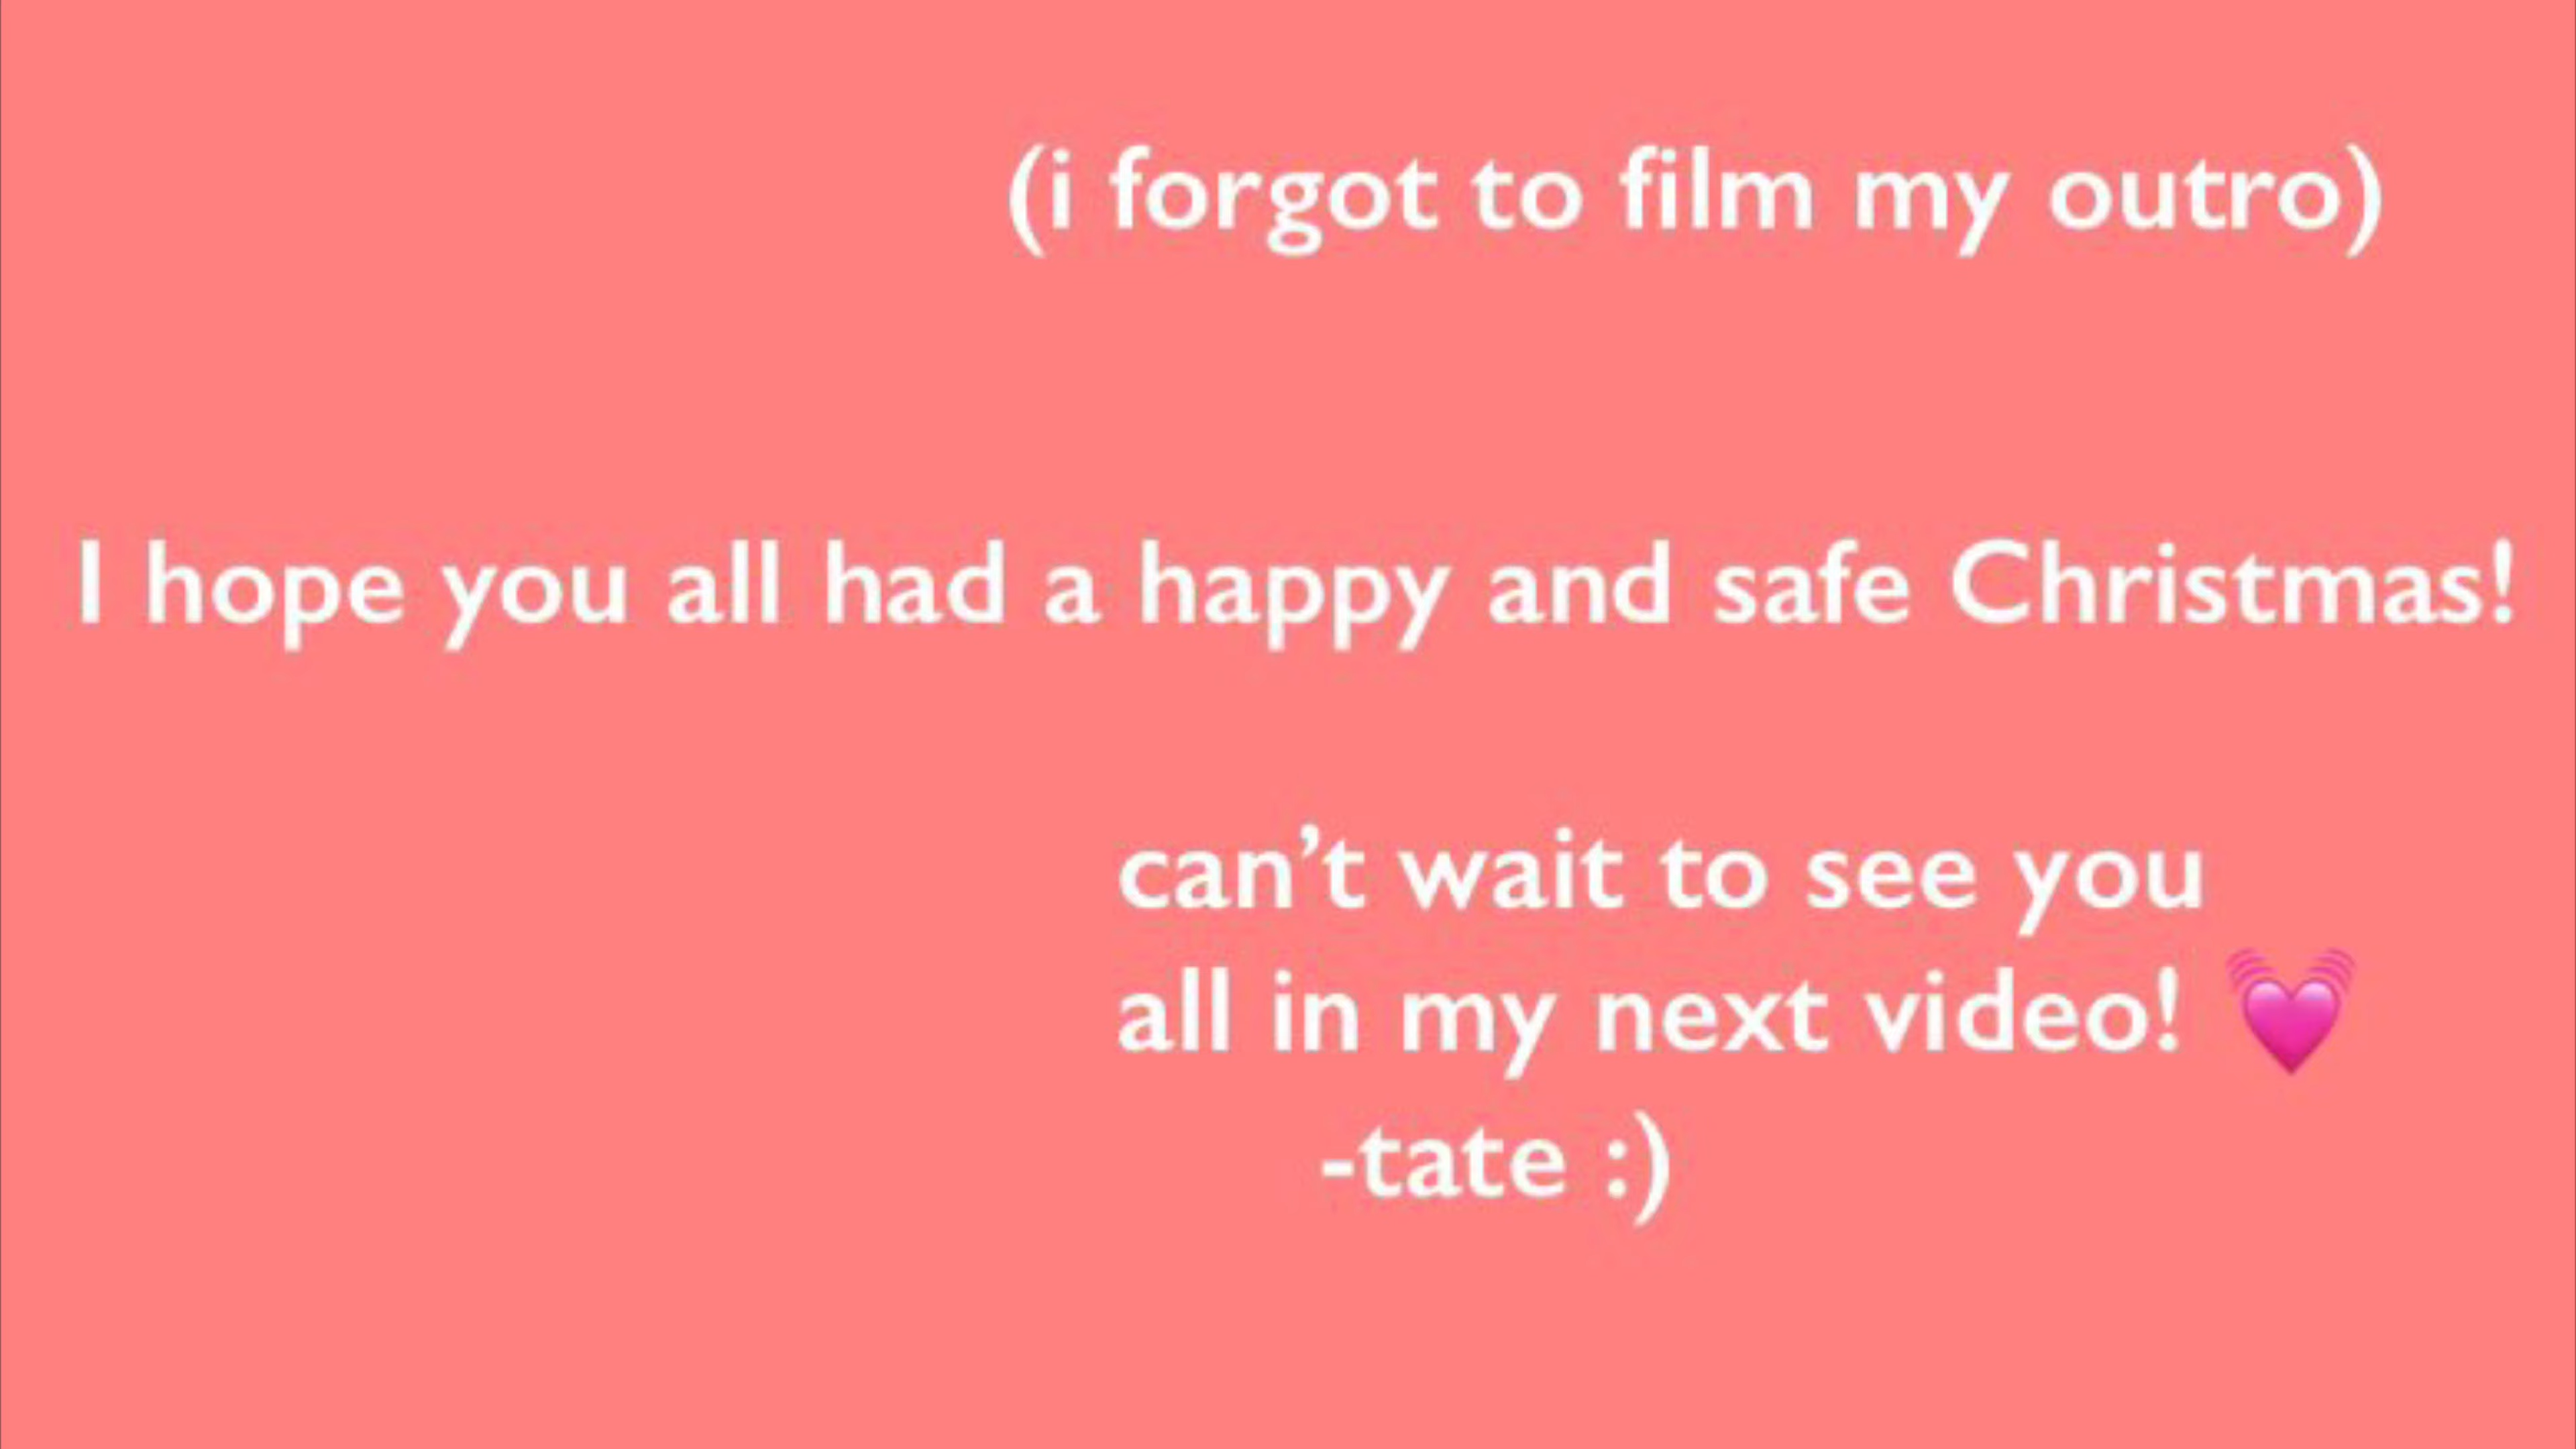 (i forgot to film my outro)
I hope you all had a happy and safe Christmas!
can’t wait to see you
all in my next video! 💓
-tate :)